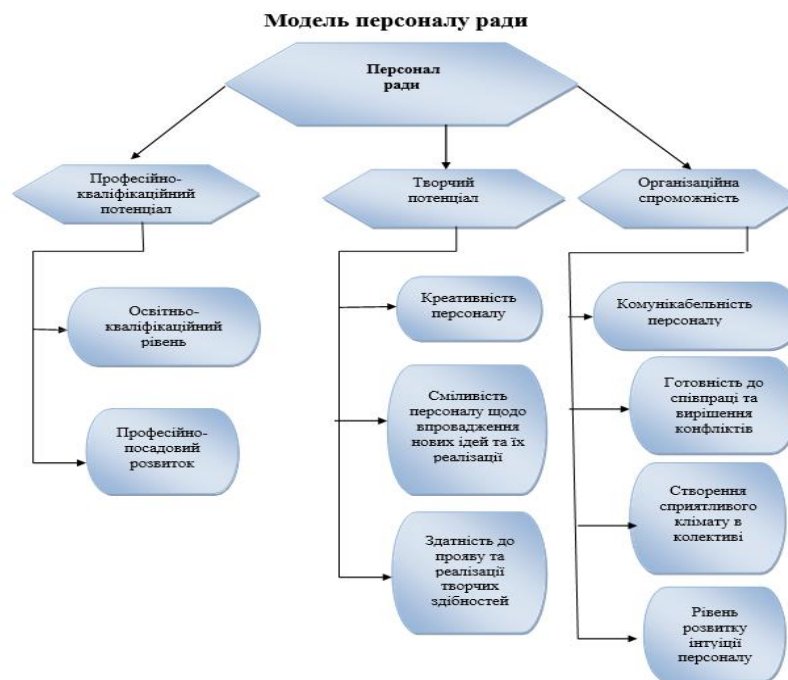 Модель персоналу ради
Персонал
ради
Професійно-
кваліфікаційний
потенціал
Творчий
потенціал
Організаційна
спроможність
Освітньо-
кваліфікаційний
рівень
Професійно-
посадовий
розвиток
Креативність
персоналу
Сміливість
персоналу щодо
впровадження
нових ідей та їх
реалізації
Здатність до
прояву та
реалізації
творчих
здібностей
Комунікабельність
персоналу
Готовність до
співпраці та
вирішення
конфліктів
Створення
сприятливого
клімату в
колективі
Рівень
розвитку
інтуіції
персоналу